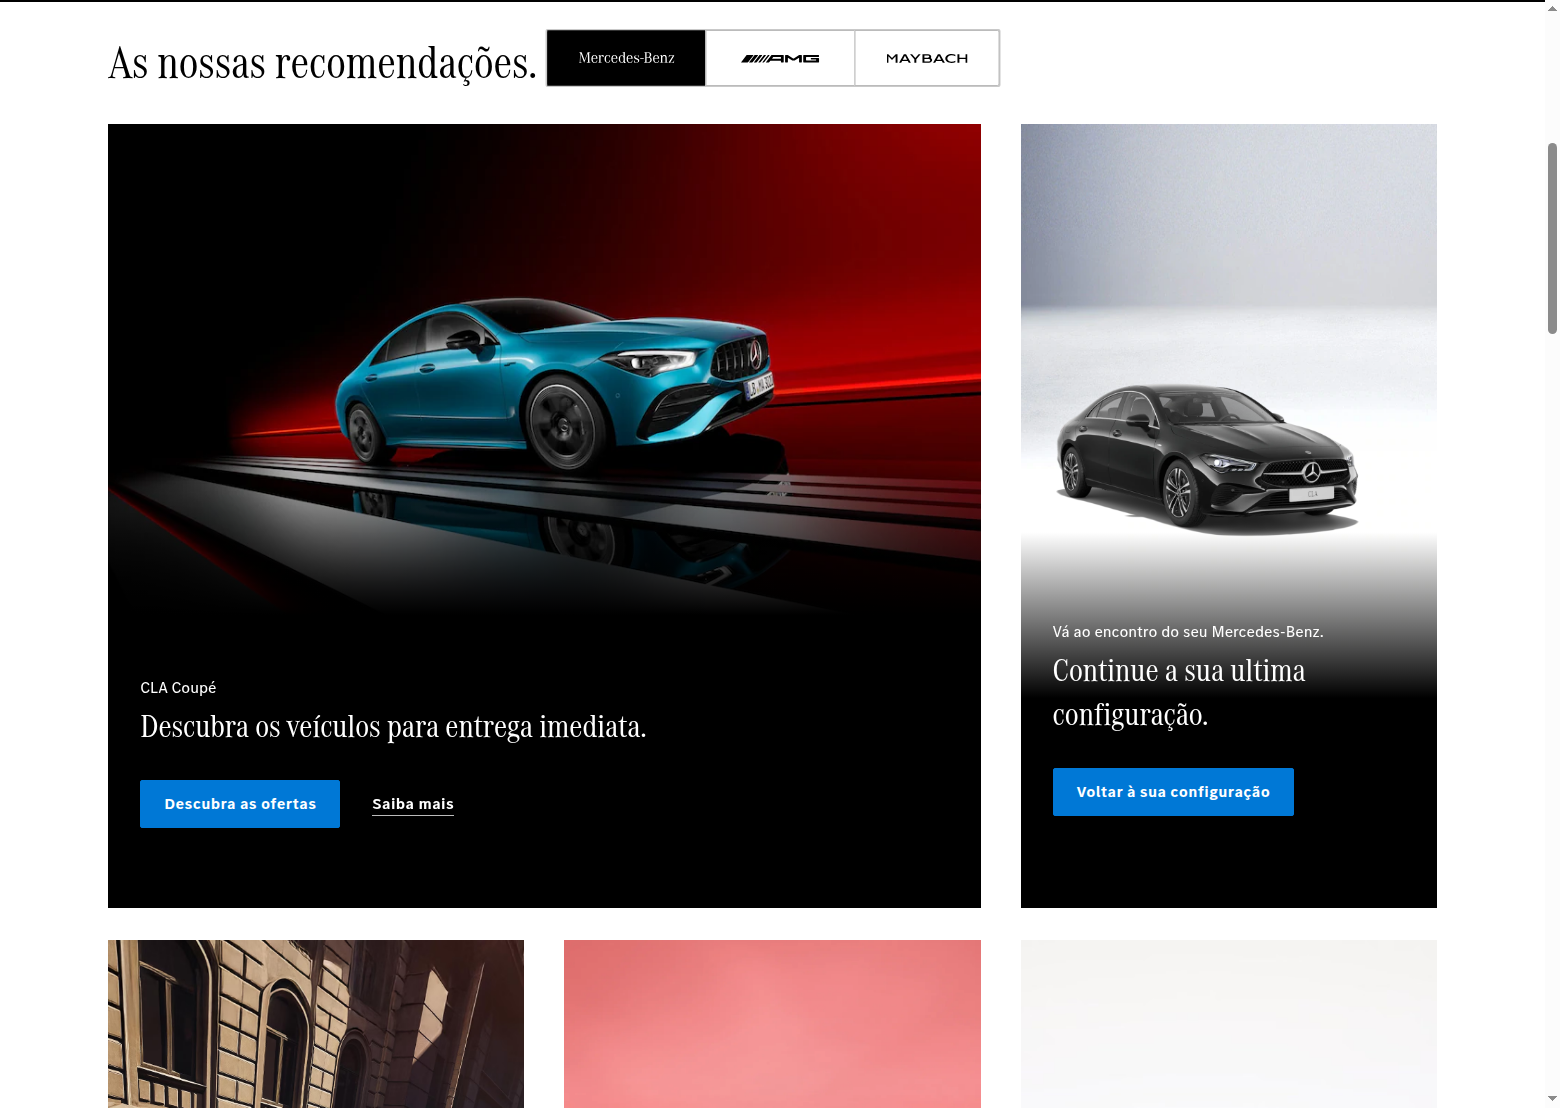 As nossas recomendações.
Mercedes-Benz
AMG
MAYBACH
CLA Coupé
Descubra os veículos para entrega imediata.
Descubra as ofertas
Saiba mais
CLA
Vá ao encontro do seu Mercedes-Benz.
Continue a sua ultima
configuração.
Voltar à sua configuração